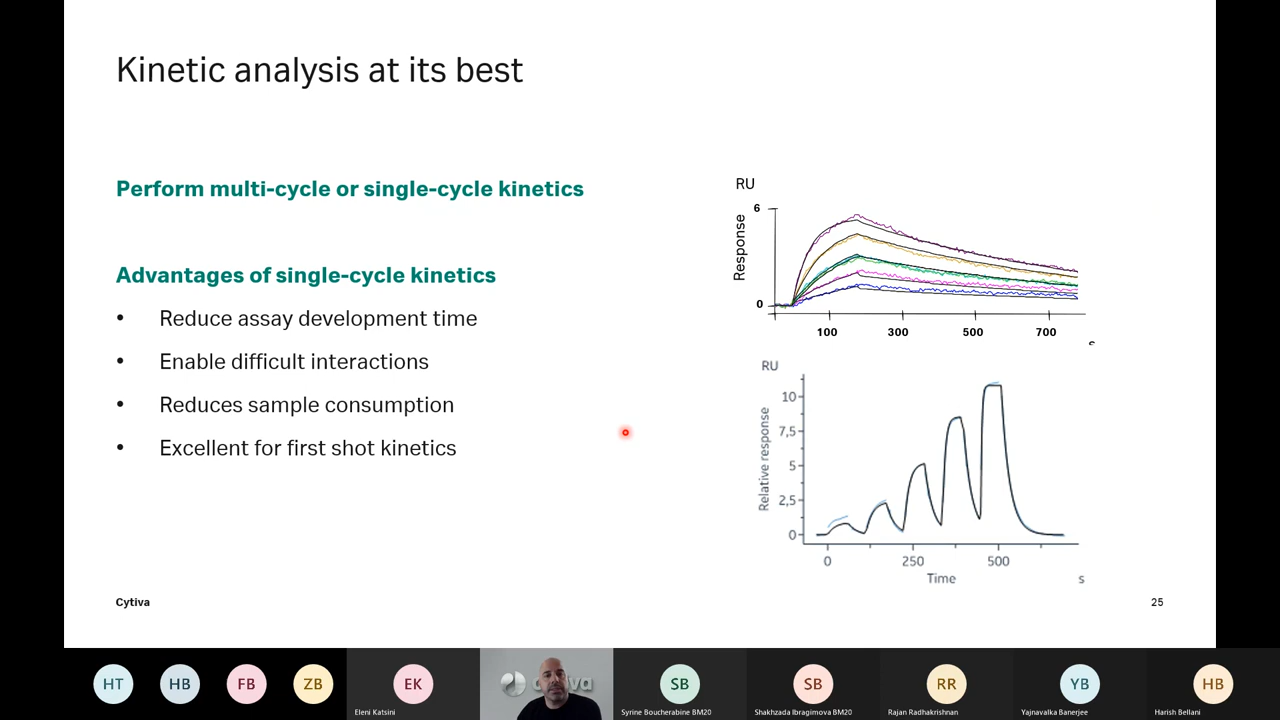 Kinetic analysis at its best
Perform multi-cycle or single-cycle kinetics
Advantages of single-cycle kinetics
• Reduce assay development time
• Enable difficult interactions
• Reduces sample consumption
• Excellent for first shot kinetics
RU
6
Response
0
100 300 500 700
s
RU
10
7,5
5
2,5
0
Relative response
0 250 500
Time s
Cytiva
25
HT HB FB ZB EK SB SB RR YB HB
Eleni Katsini Syrine Boucherabine BM20 Shakhzada Ibragimova BM20 Rajan Radhakrishnan Yajnavalka Banerjee Harish Bellani